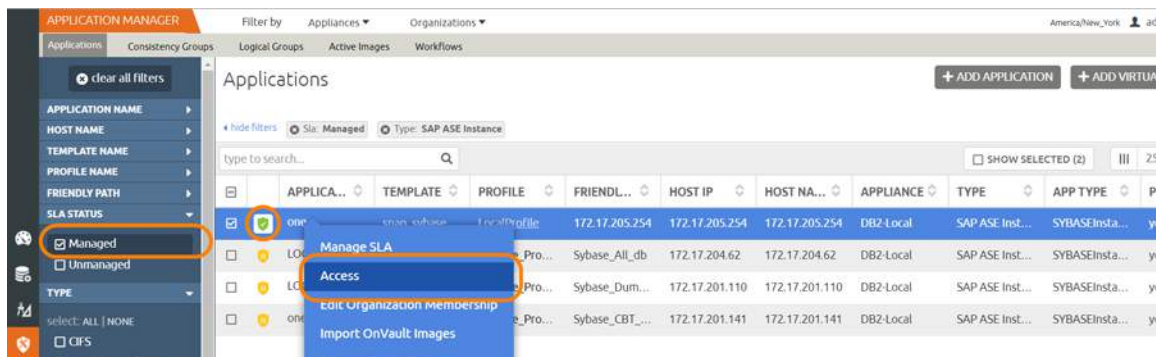 APPLICATION MANAGER Filter by Appliances Organizations America/New_York
Applications Consistency Groups Logical Groups Active Images Workflows
clear all filters
Applications
+ ADD APPLICATION + ADD VIRTUA
APPLICATION NAME
HOST NAME
TEMPLATE NAME
PROFILE NAME
FRIENDLY PATH
SLA STATUS
Managed
Unmanaged
TYPE
select: ALL | NONE
CIFS
hide filters Sla: Managed Type: SAP ASE Instance
type to search... SHOW SELECTED (2)
APPLICA... TEMPLATE PROFILE FRIENDL... HOST IP HOST NA... APPLIANCE TYPE APP TYPE P
one snap_sybase LocalProfile 172.17.205.254 172.17.205.254 172.17.205.254 DB2-Local SAP ASE Inst... SYBASEInsta...
LO _Pro... Sybase_All_db 172.17.204.62 172.17.204.62 DB2-Local SAP ASE Inst... SYBASEInsta...
LO _Pro... Sybase_Dum... 172.17.201.110 172.17.201.110 DB2-Local SAP ASE Inst... SYBASEInsta...
one _Pro... Sybase_CBT_... 172.17.201.141 172.17.201.141 DB2-Local SAP ASE Inst... SYBASEInsta...
Manage SLA
Access
Edit Organization Membership
Import OnVault Images